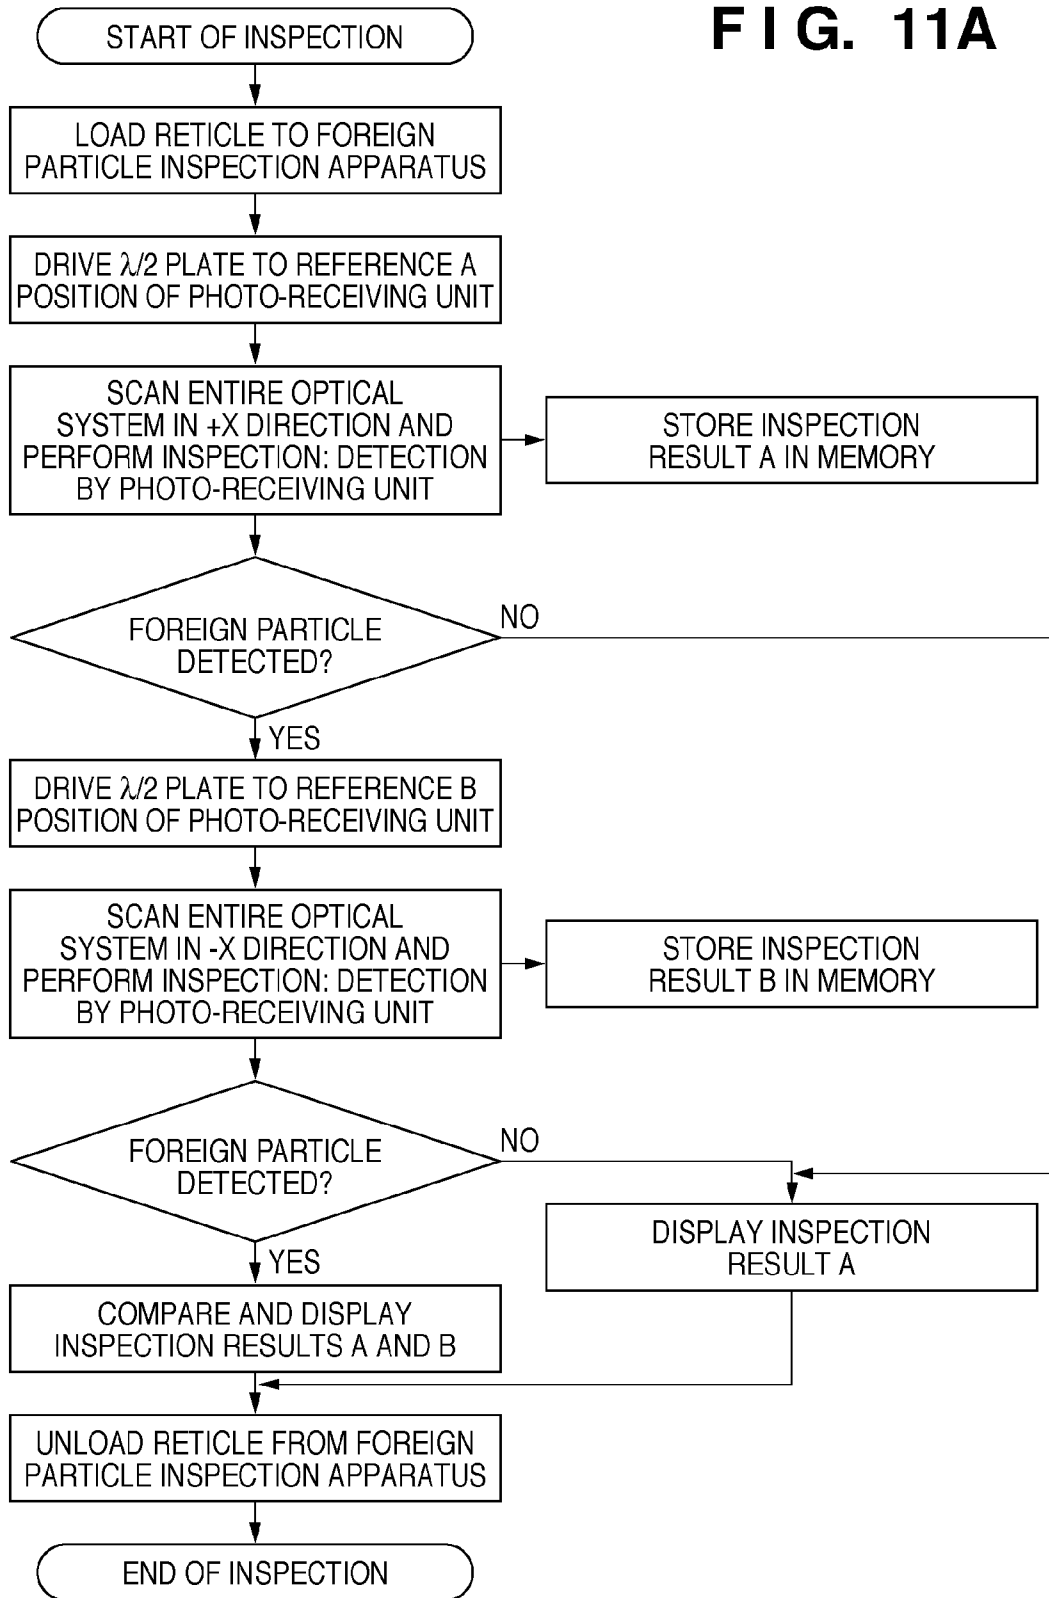 FIG. 11A
START OF INSPECTION
LOAD RETICLE TO FOREIGN
PARTICLE INSPECTION APPARATUS
DRIVE λ/2 PLATE TO REFERENCE A
POSITION OF PHOTO-RECEIVING UNIT
SCAN ENTIRE OPTICAL
SYSTEM IN +X DIRECTION AND
PERFORM INSPECTION: DETECTION
BY PHOTO-RECEIVING UNIT
STORE INSPECTION
RESULT A IN MEMORY
FOREIGN PARTICLE
DETECTED?
NO
YES
DRIVE λ/2 PLATE TO REFERENCE B
POSITION OF PHOTO-RECEIVING UNIT
SCAN ENTIRE OPTICAL
SYSTEM IN -X DIRECTION AND
PERFORM INSPECTION: DETECTION
BY PHOTO-RECEIVING UNIT
STORE INSPECTION
RESULT B IN MEMORY
FOREIGN PARTICLE
DETECTED?
NO
YES
DISPLAY INSPECTION
RESULT A
COMPARE AND DISPLAY
INSPECTION RESULTS A AND B
UNLOAD RETICLE FROM FOREIGN
PARTICLE INSPECTION APPARATUS
END OF INSPECTION